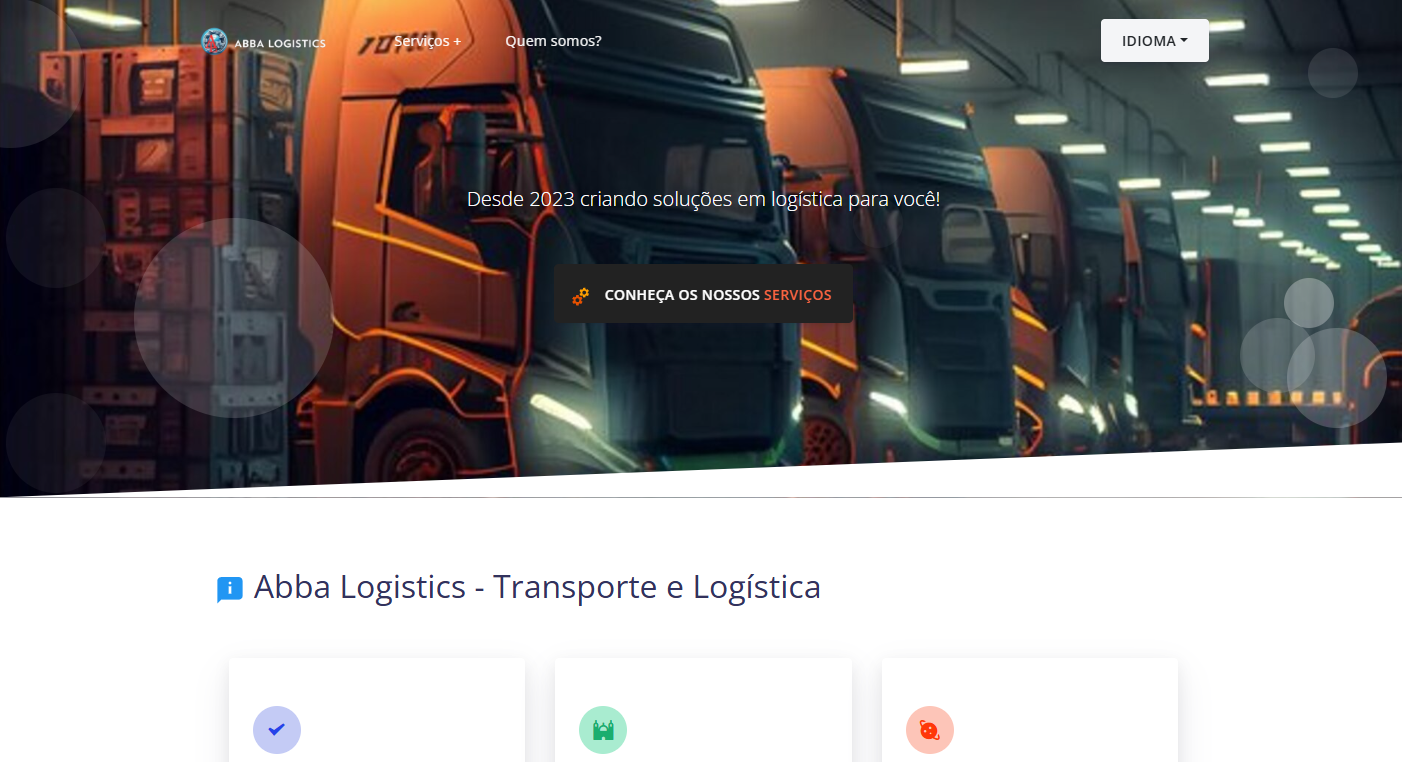 ABBA LOGISTICS
Serviços +
Quem somos?
IDIOMA
Desde 2023 criando soluções em logística para você!
CONHEÇA OS NOSSOS SERVIÇOS
Abba Logistics - Transporte e Logística